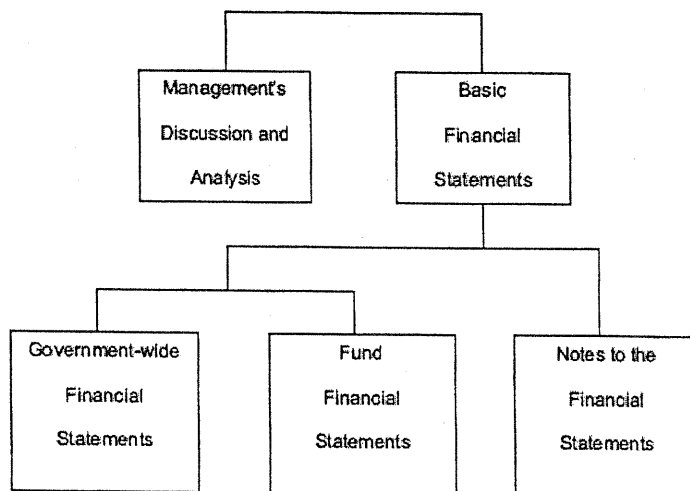 Management's
Discussion and
Analysis
Basic
Financial
Statements
Government-wide
Financial
Statements
Fund
Financial
Statements
Notes to the
Financial
Statements